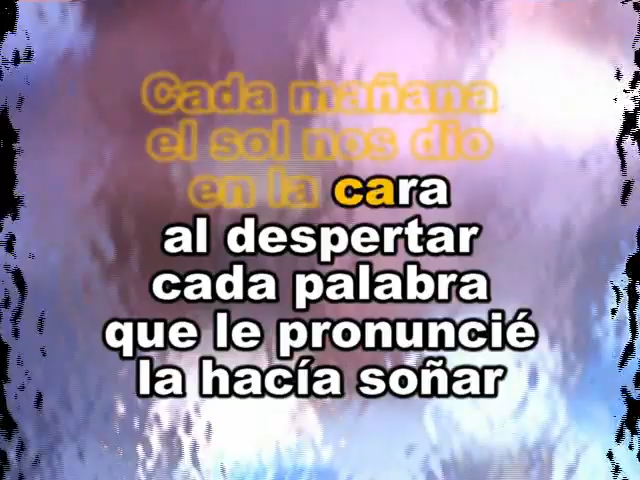 Cada mañana
el sol nos dio
en la cara
al despertar
cada palabra
que le pronuncié
la hacía soñar